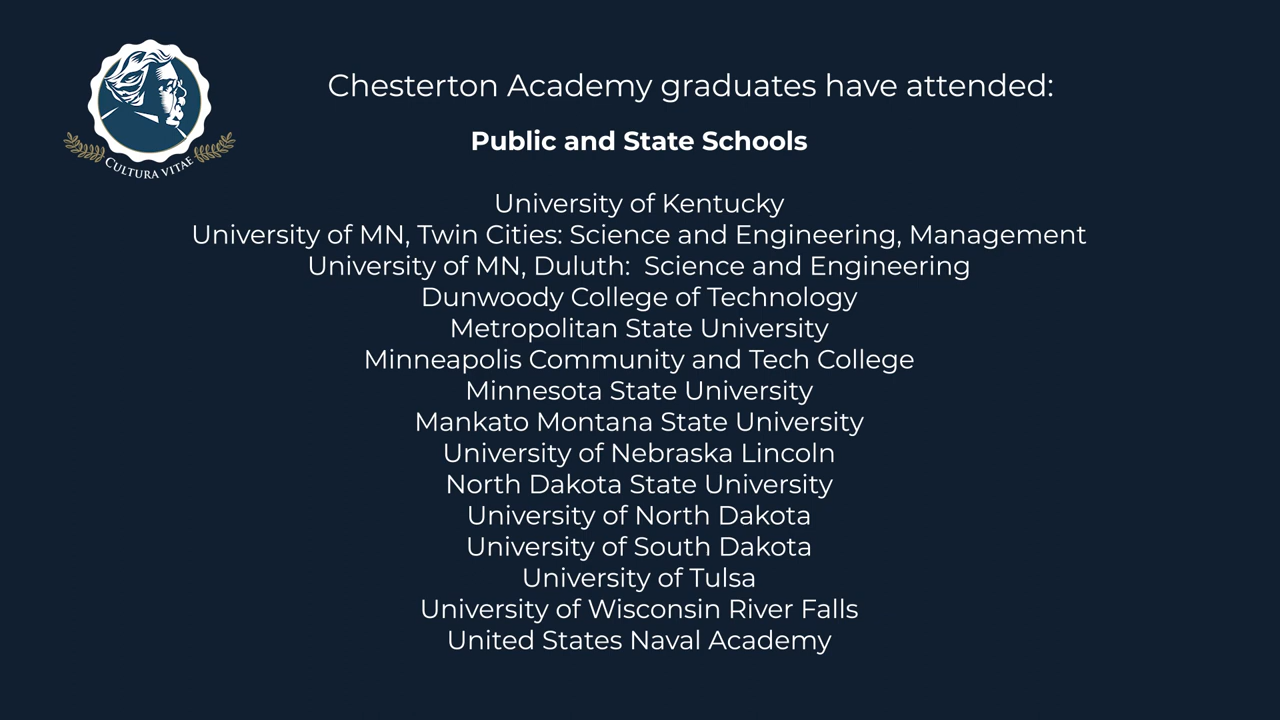 CULTURA VITAE
Chesterton Academy graduates have attended:
Public and State Schools
University of Kentucky
University of MN, Twin Cities: Science and Engineering, Management
University of MN, Duluth:  Science and Engineering
Dunwoody College of Technology
Metropolitan State University
Minneapolis Community and Tech College
Minnesota State University
Mankato Montana State University
University of Nebraska Lincoln
North Dakota State University
University of North Dakota
University of South Dakota
University of Tulsa
University of Wisconsin River Falls
United States Naval Academy